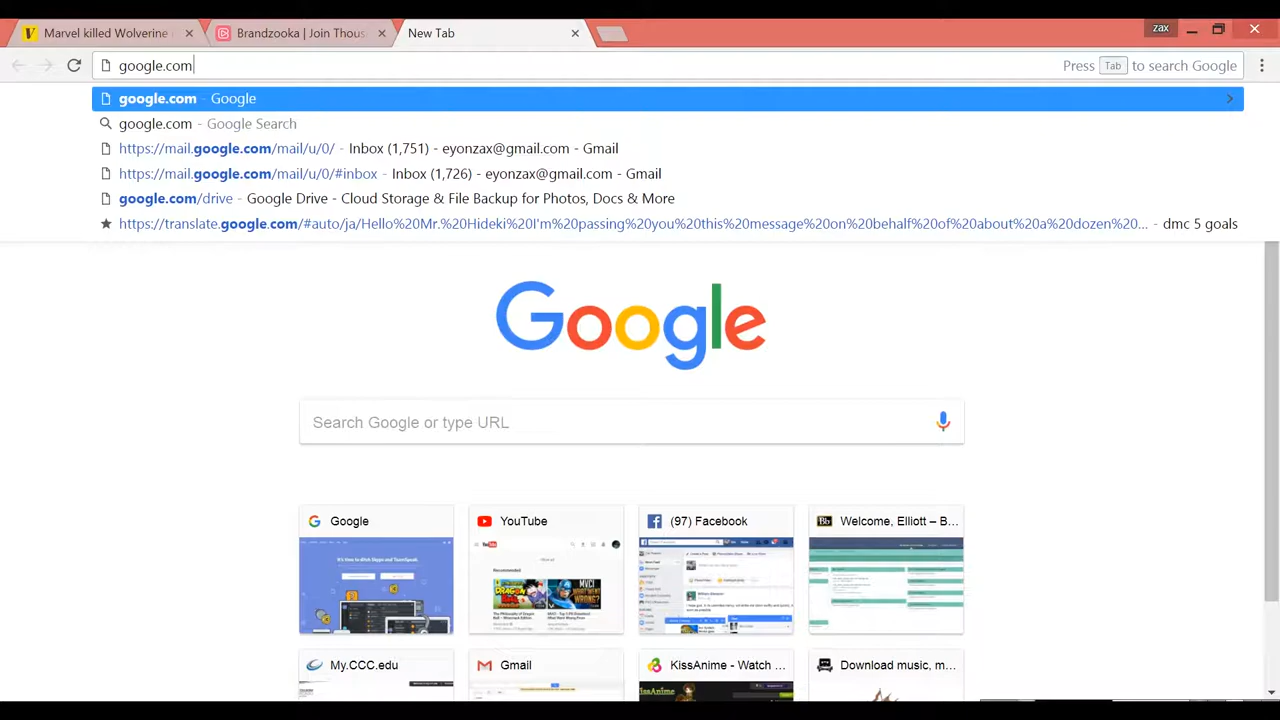 Marvel killed Wolverine
Brandzooka | Join Thous
New Tab
zax
google.com
Press Tab to search Google
google.com - Google
google.com - Google Search
https://mail.google.com/mail/u/0/ - Inbox (1,751) - eyonzax@gmail.com - Gmail
https://mail.google.com/mail/u/0/#inbox - Inbox (1,726) - eyonzax@gmail.com - Gmail
google.com/drive - Google Drive - Cloud Storage & File Backup for Photos, Docs & More
https://translate.google.com/#auto/ja/Hello%20Mr.%20Hideki%20I'm%20passing%20you%20this%20message%20on%20behalf%20of%20about%20a%20dozen%20... - dmc 5 goals
Google
Search Google or type URL
Google
YouTube
(97) Facebook
Welcome, Elliott – B...
My.CCC.edu
Gmail
KissAnime - Watch ...
Download music, m...